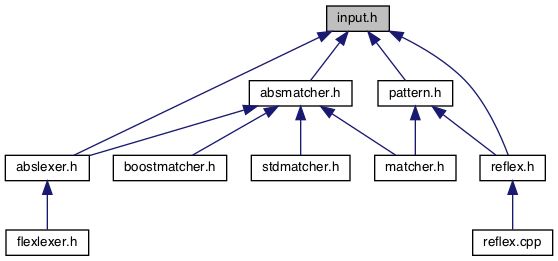 input.h
absmatcher.h
pattern.h
abslexer.h
boostmatcher.h
stdmatcher.h
matcher.h
reflex.h
flexlexer.h
reflex.cpp